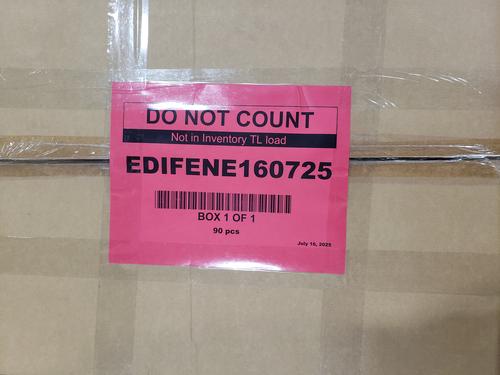 DO NOT COUNT
Not in Inventory TL load
EDIFENE160725
BOX 1 OF 1
90 pcs
July 16, 2025